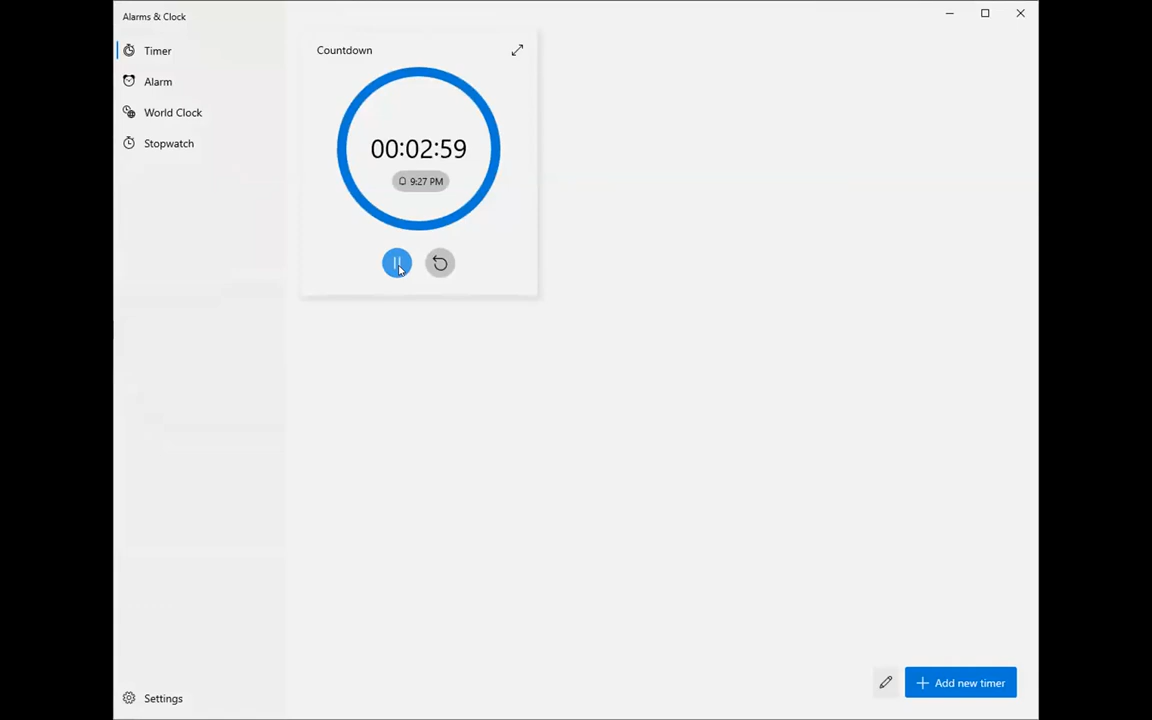 Alarms & Clock
Timer
Alarm
World Clock
Stopwatch
Settings
Countdown
00:02:59
9:27 PM
Add new timer